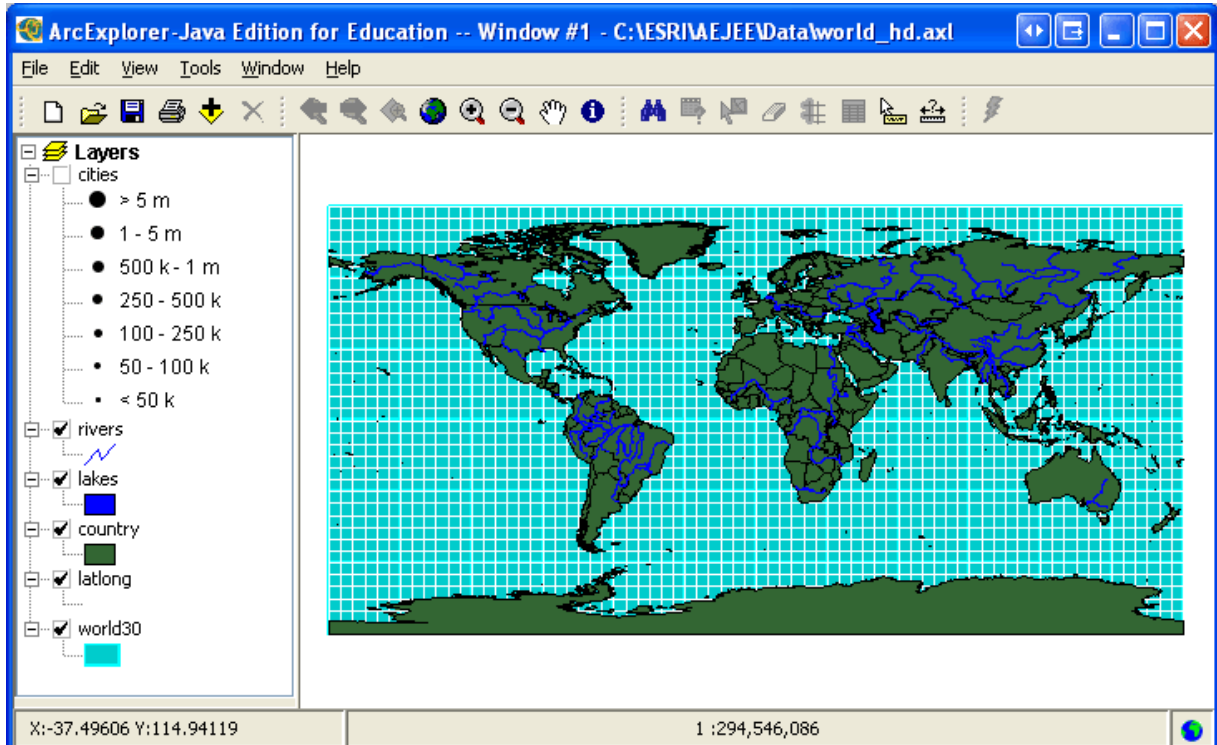 ArcExplorer-Java Edition for Education -- Window #1 - C:\ESRI\AEJEE\Data\world_hd.axl
File Edit View Tools Window Help
Layers
cities
> 5 m
1 - 5 m
500 k - 1 m
250 - 500 k
100 - 250 k
50 - 100 k
< 50 k
rivers
lakes
country
latlong
world30
X:-37.49606 Y:114.94119
1 :294,546,086